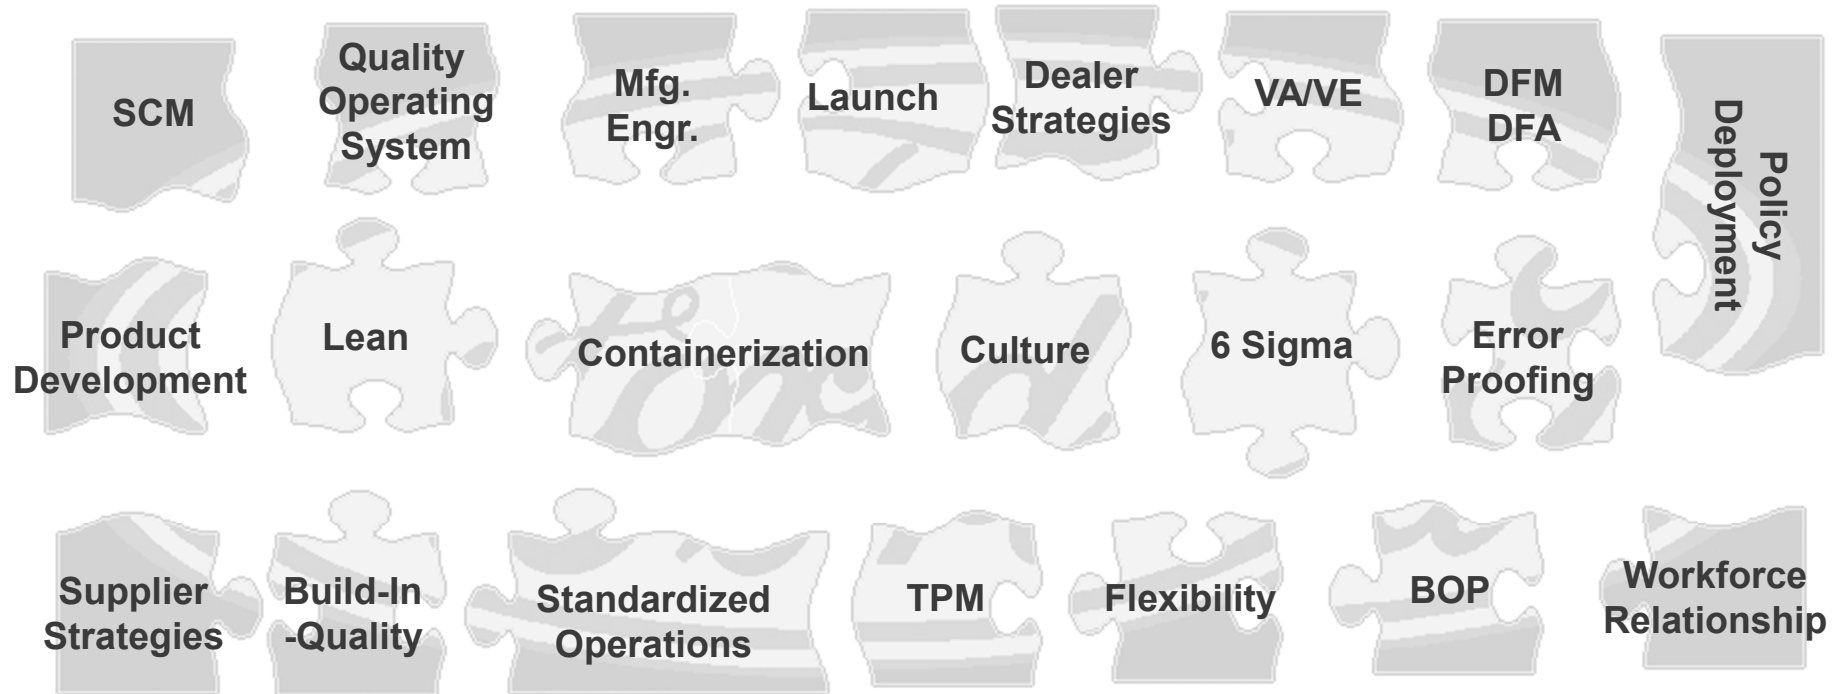 SCM
Quality
Operating
System
Mfg.
Engr.
Launch
Dealer
Strategies
VA/VE
DFM
DFA
Policy
Deployment
Product
Development
Lean
Containerization
Culture
6 Sigma
Error
Proofing
Supplier
Strategies
Build-In
-Quality
Standardized
Operations
TPM
Flexibility
BOP
Workforce
Relationship